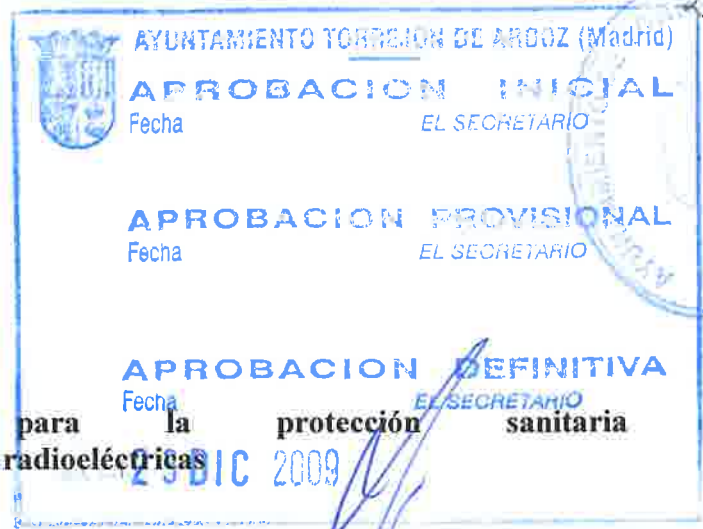 AYUNTAMIENTO TORREJON DE ARDOZ (Madrid)
APROBACION INICIAL
Fecha EL SECRETARIO
APROBACION PROVISIONAL
Fecha EL SECRETARIO
APROBACION DEFINITIVA
Fecha EL SECRETARIO
para la protección sanitaria
radioeléctricas
DIC 2009